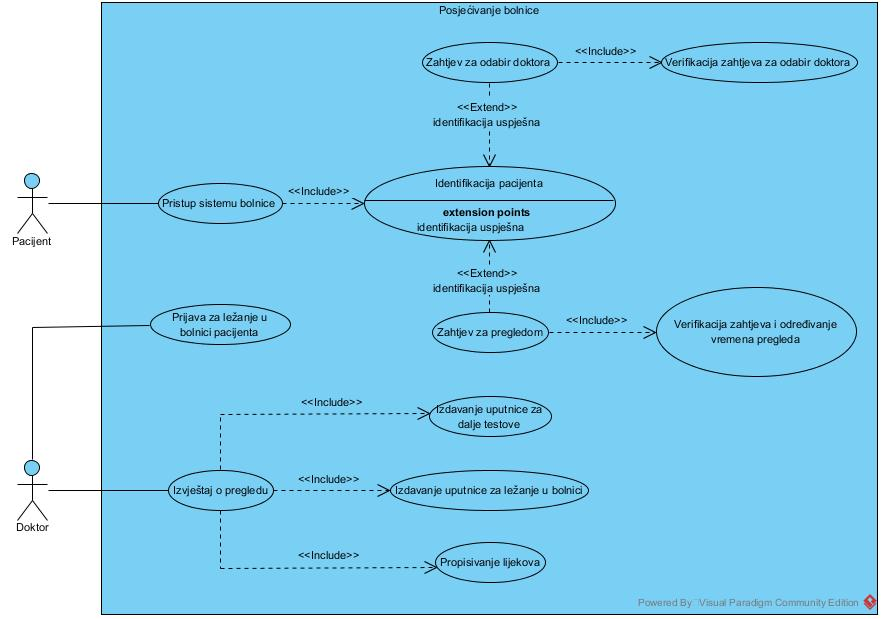 Posjećivanje bolnice
Zahtjev za odabir doktora
<<Include>>
Verifikacija zahtjeva za odabir doktora
<<Extend>>
identifikacija uspješna
Pacijent
Pristup sistemu bolnice
<<Include>>
Identifikacija pacijenta
extension points
identifikacija uspješna
<<Extend>>
identifikacija uspješna
Prijava za ležanje u
bolnici pacijenta
Zahtjev za pregledom
<<Include>>
Verifikacija zahtjeva i određivanje
vremena pregleda
<<Include>>
Izdavanje uputnice za
dalje testove
Doktor
Izvještaj o pregledu
<<Include>>
Izdavanje uputnice za ležanje u bolnici
<<Include>>
Propisivanje lijekova
Powered By Visual Paradigm Community Edition